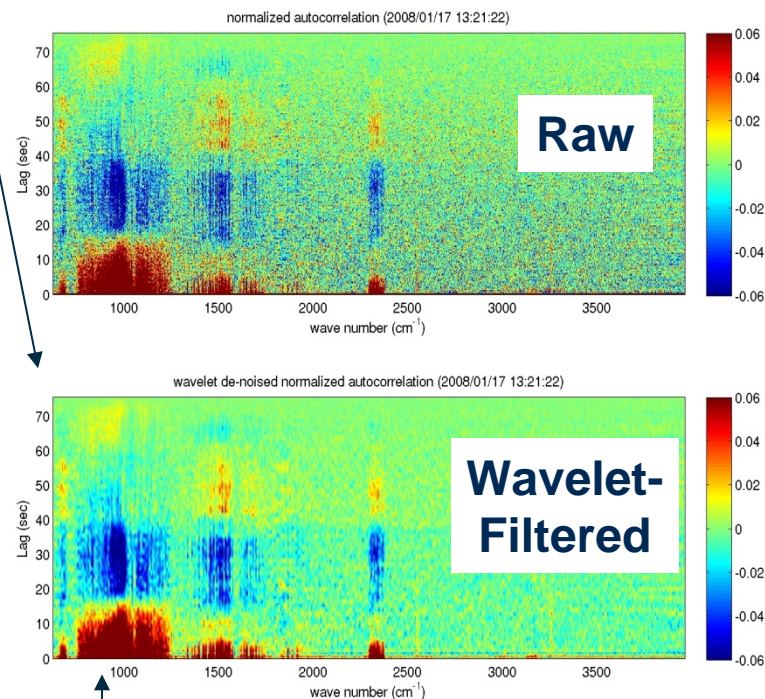 normalized autocorrelation (2008/01/17 13:21:22)
Raw
Lag (sec)
70
60
50
40
30
20
10
0
1000 1500 2000 2500 3000 3500
wave number (cm⁻¹)
0.06
0.04
0.02
0
-0.02
-0.04
-0.06
wavelet de-noised normalized autocorrelation (2008/01/17 13:21:22)
Wavelet-
Filtered
Lag (sec)
70
60
50
40
30
20
10
0
1000 1500 2000 2500 3000 3500
wave number (cm⁻¹)
0.06
0.04
0.02
0
-0.02
-0.04
-0.06